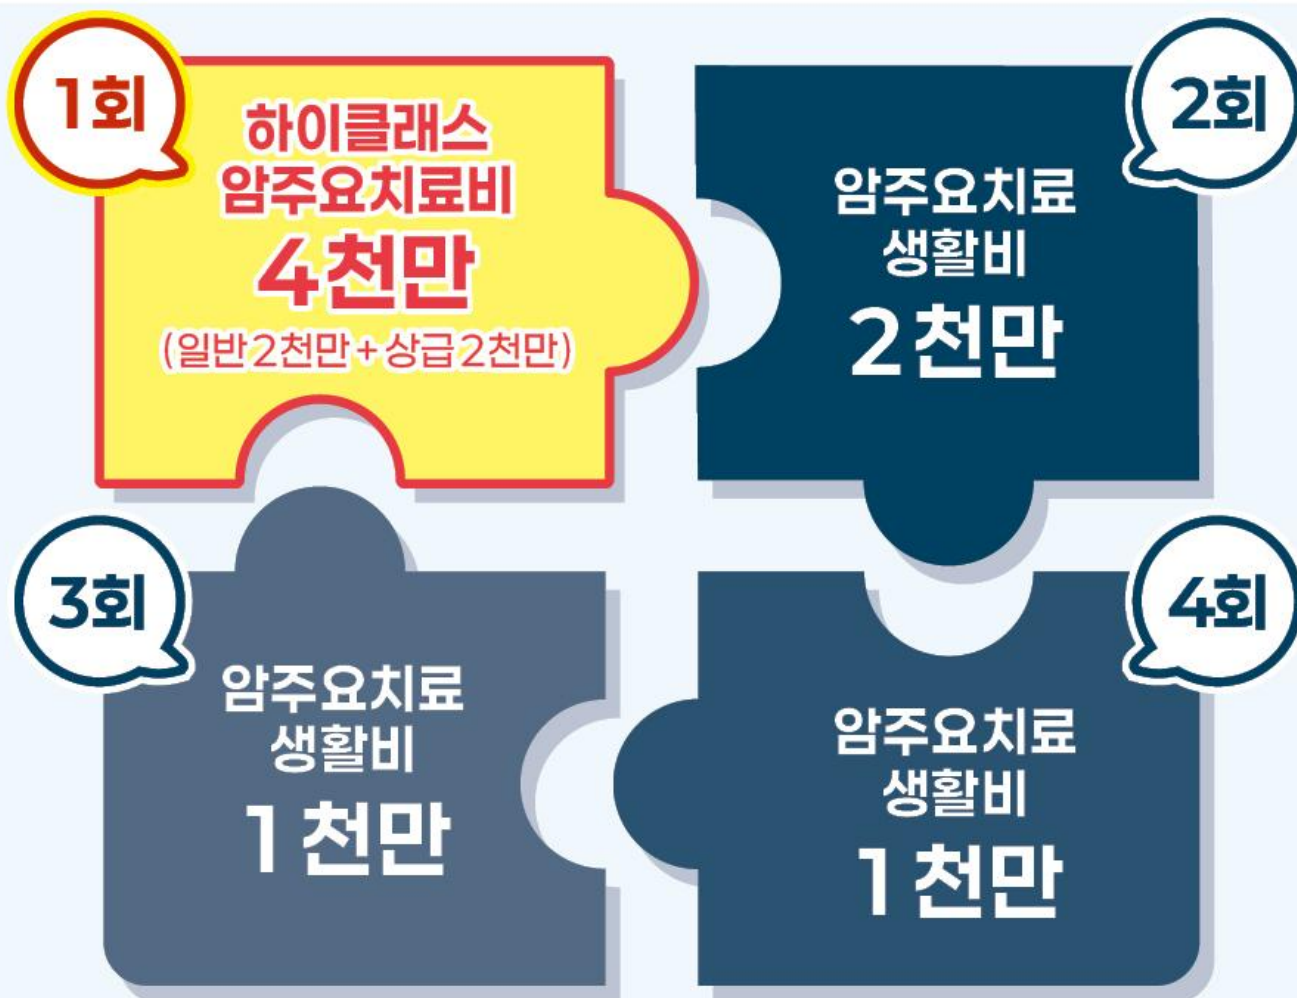 1회
하이클래스
암주요치료비
4천만
(일반2천만+상급2천만)
2회
암주요치료
생활비
2천만
3회
암주요치료
생활비
1천만
4회
암주요치료
생활비
1천만